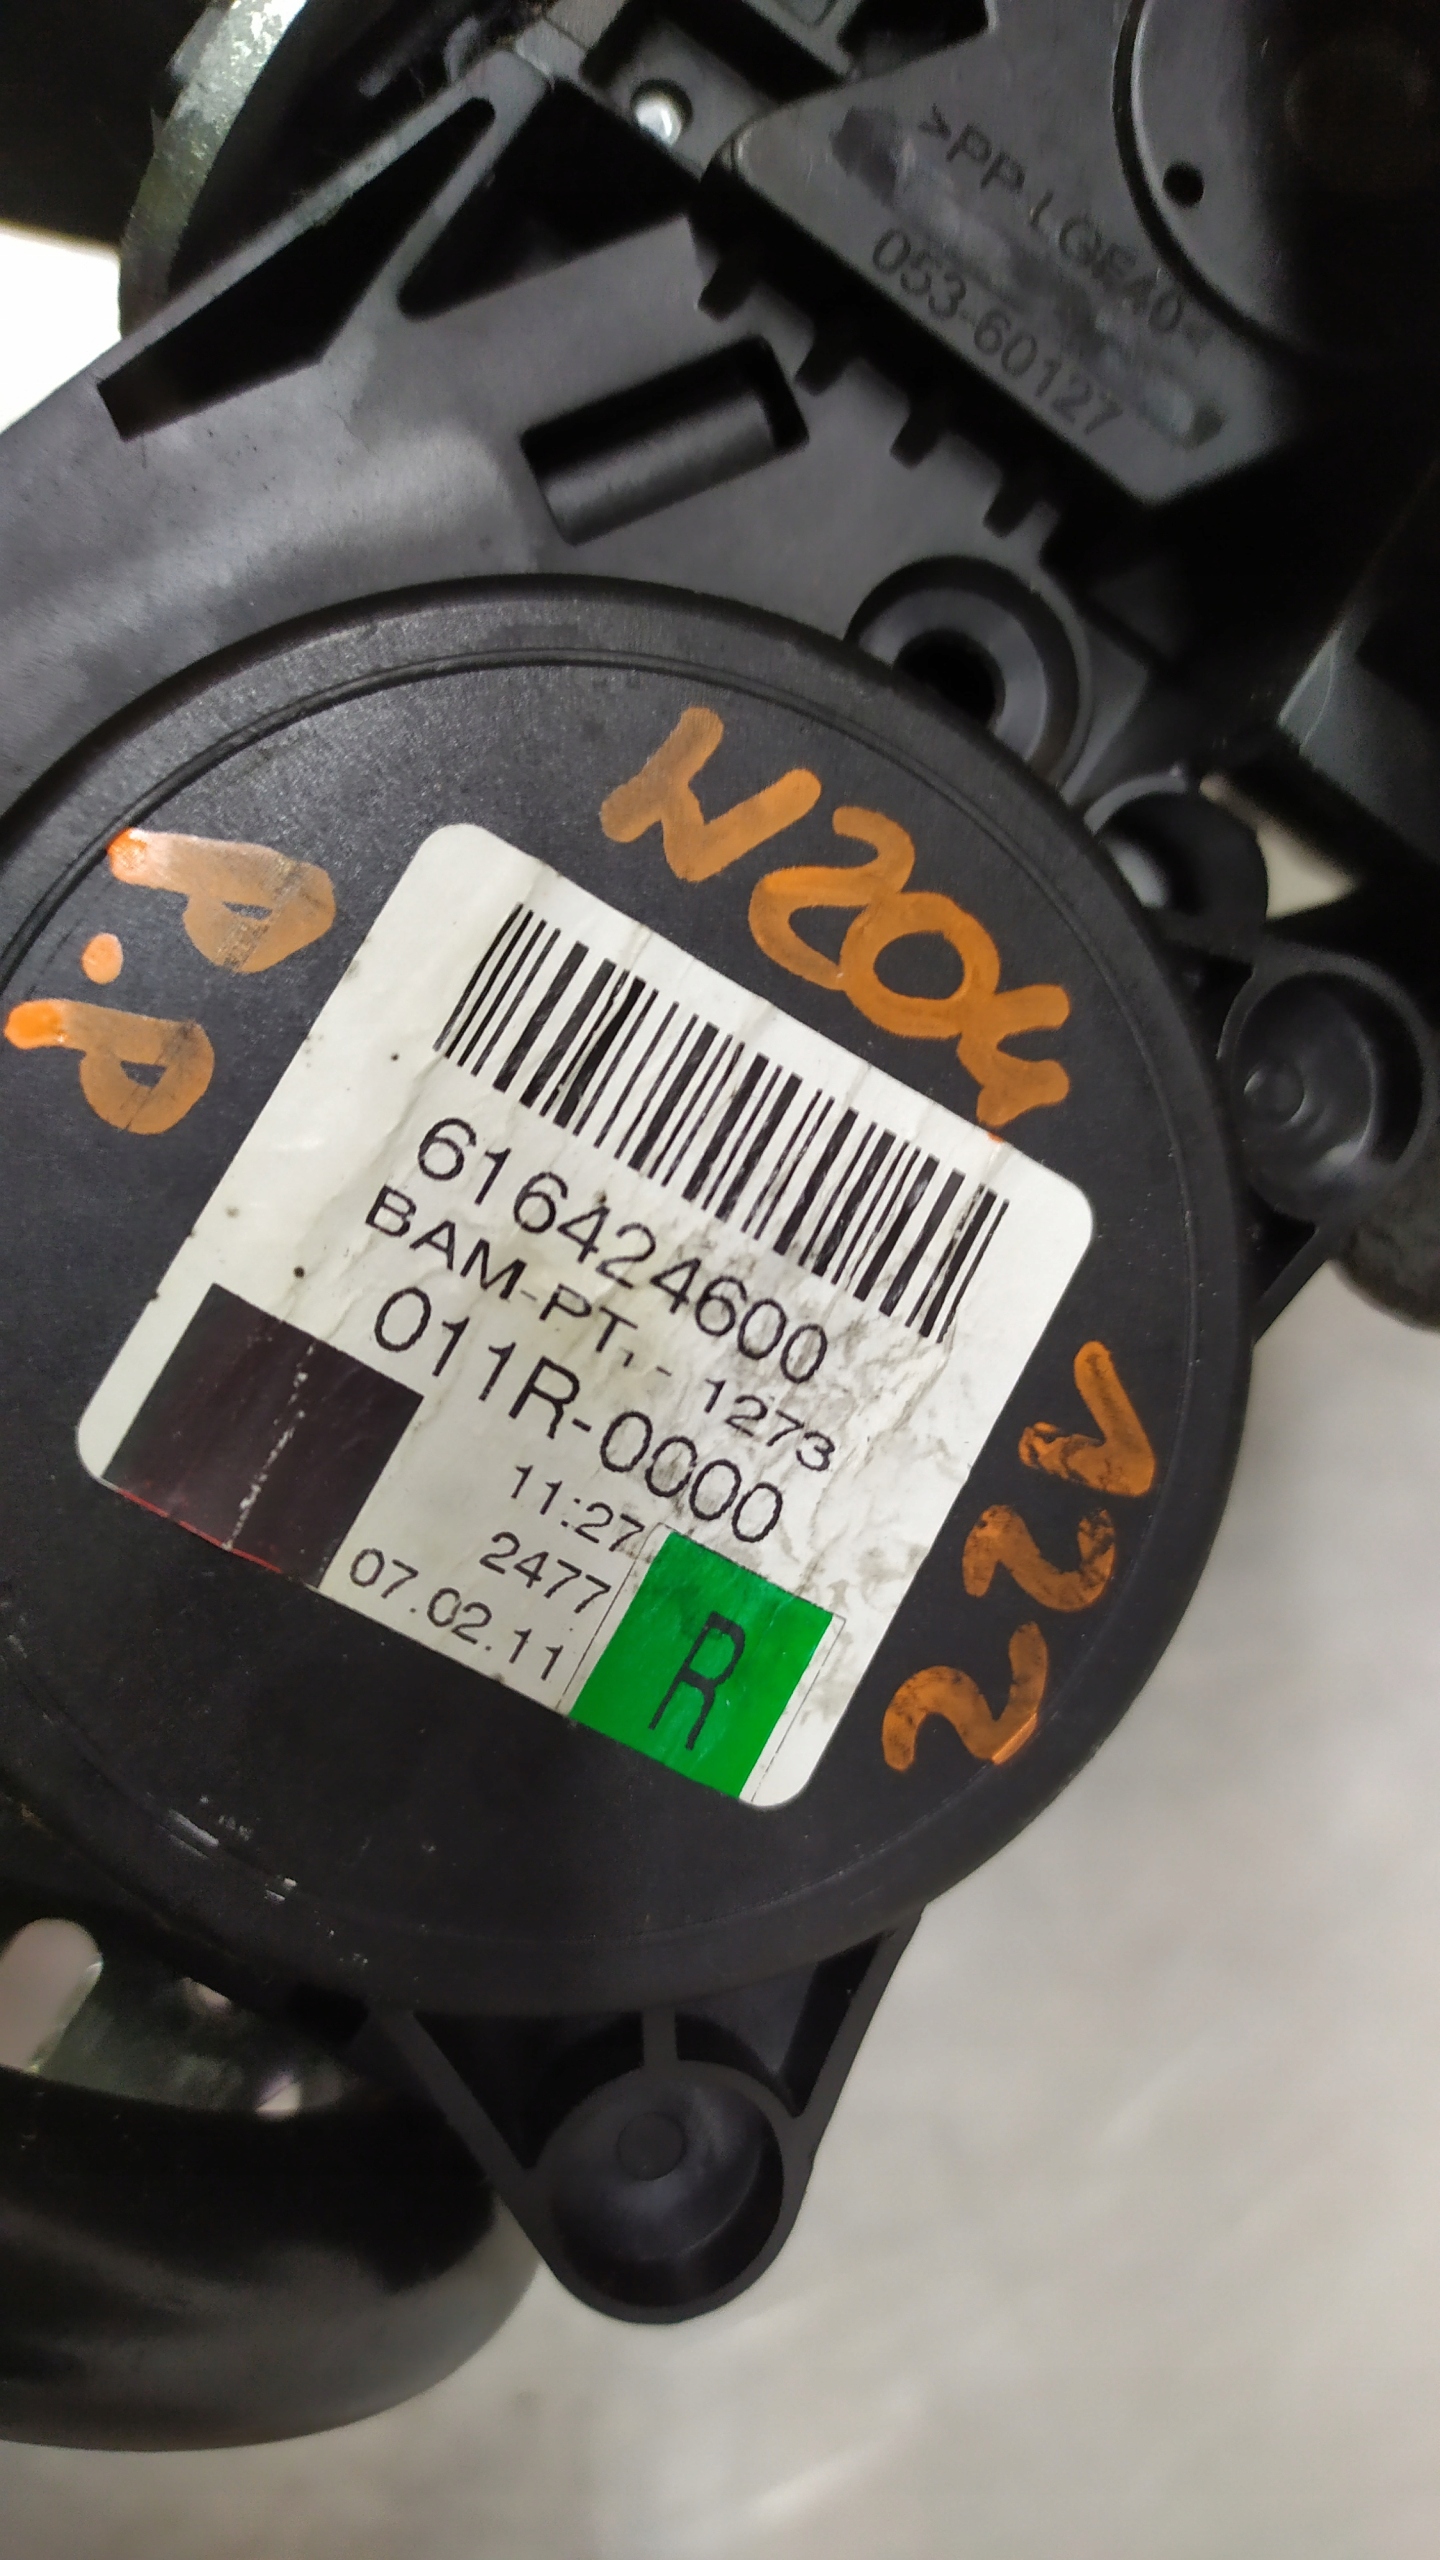 >PP-LGF40<
053-60127
W204
P.P
616424600
BAM-PT, - 1273
011R-0000
11:27
2477
07.02.11
R
22V